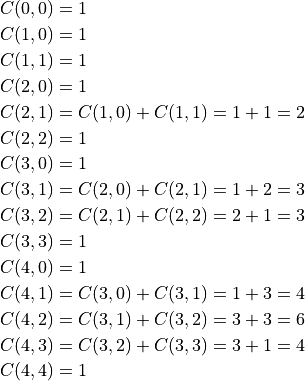 C(0, 0) = 1
C(1, 0) = 1
C(1, 1) = 1
C(2, 0) = 1
C(2, 1) = C(1, 0) + C(1, 1) = 1 + 1 = 2
C(2, 2) = 1
C(3, 0) = 1
C(3, 1) = C(2, 0) + C(2, 1) = 1 + 2 = 3
C(3, 2) = C(2, 1) + C(2, 2) = 2 + 1 = 3
C(3, 3) = 1
C(4, 0) = 1
C(4, 1) = C(3, 0) + C(3, 1) = 1 + 3 = 4
C(4, 2) = C(3, 1) + C(3, 2) = 3 + 3 = 6
C(4, 3) = C(3, 2) + C(3, 3) = 3 + 1 = 4
C(4, 4) = 1